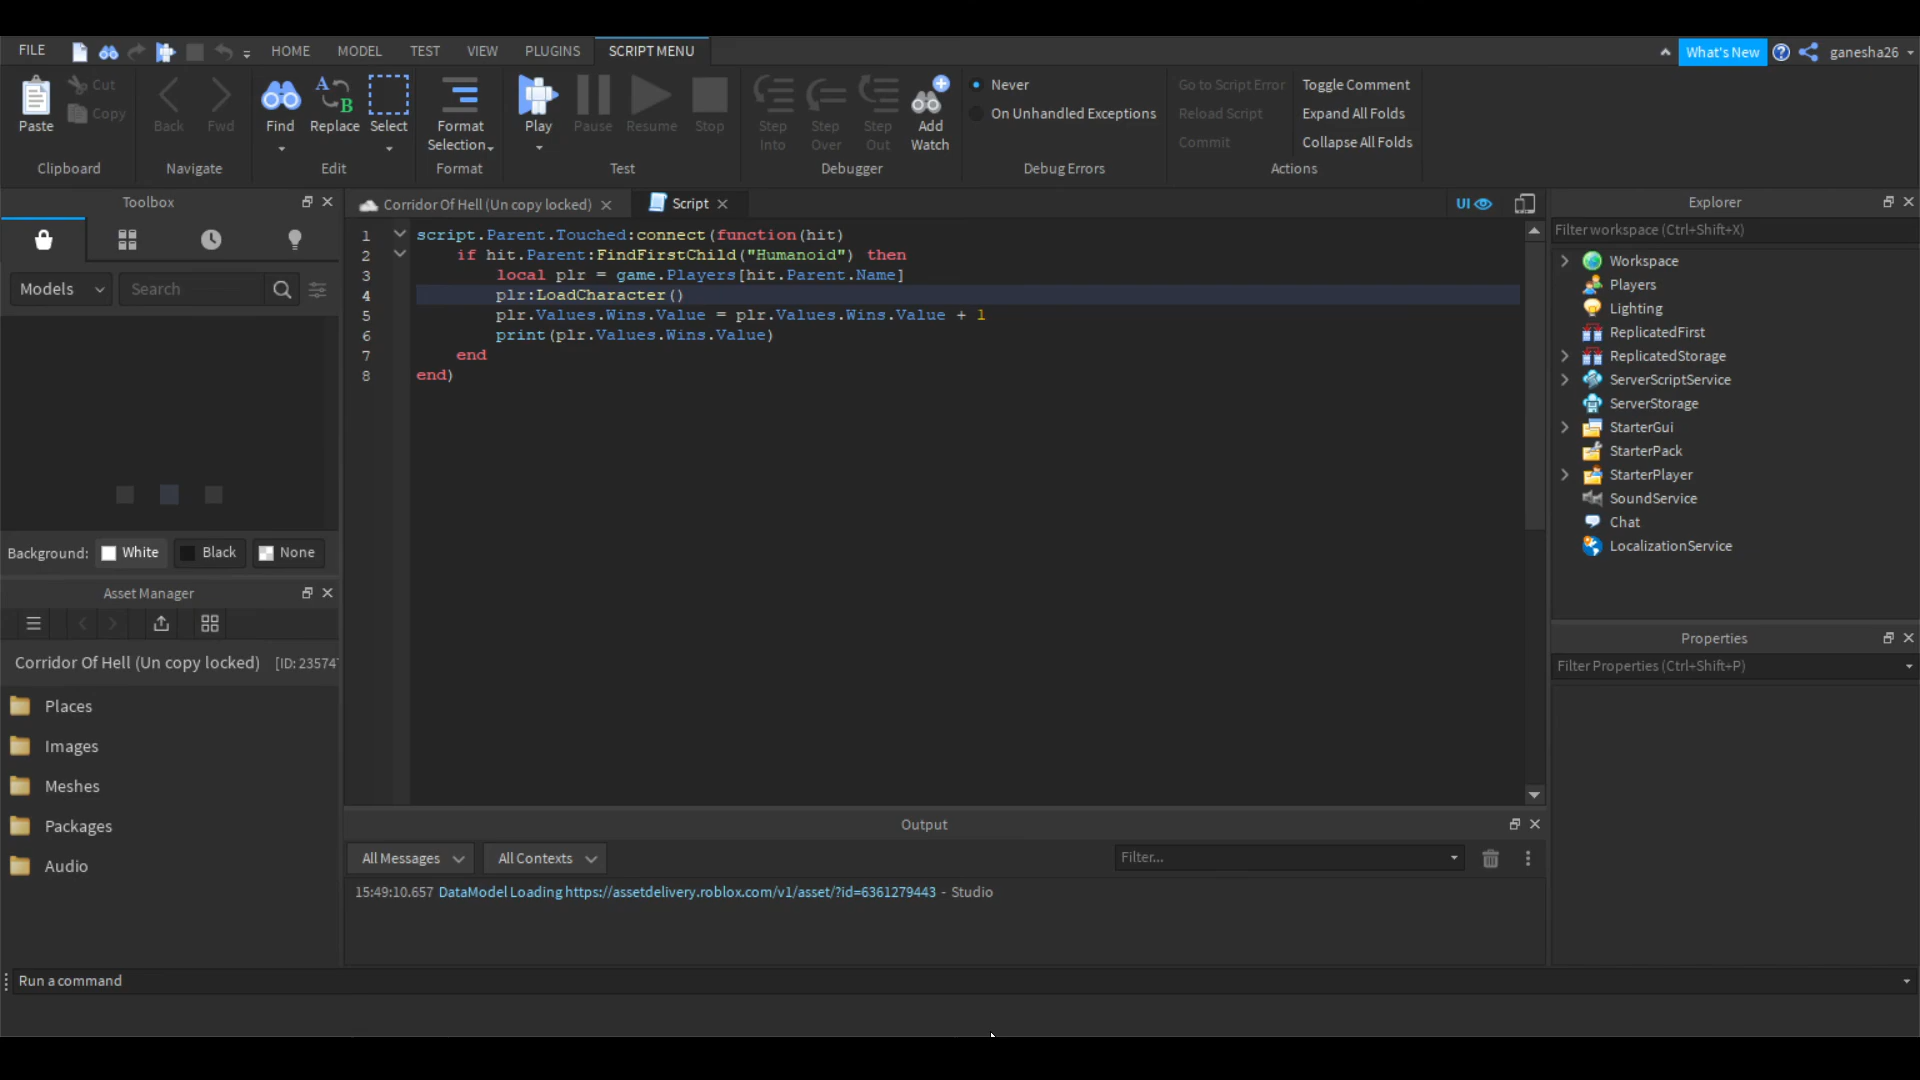 FILE HOME MODEL TEST VIEW PLUGINS SCRIPT MENU What's New ganesha26
Paste Cut Copy Back Fwd Find Replace Select Format Selection Play Pause Resume Stop Step Into Step Over Step Out Add Watch
Never
On Unhandled Exceptions
Go to Script Error
Reload Script
Commit
Toggle Comment
Expand All Folds
Collapse All Folds
Clipboard Navigate Edit Format Test Debugger Debug Errors Actions
Toolbox
Models Search
Background: White Black None
Asset Manager
Corridor Of Hell (Un copy locked) [ID: 23574
Places
Images
Meshes
Packages
Audio
Corridor Of Hell (Un copy locked) Script UI
1 script.Parent.Touched:connect(function(hit)
2 if hit.Parent:FindFirstChild("Humanoid") then
3 local plr = game.Players[hit.Parent.Name]
4 plr:LoadCharacter()
5 plr.Values.Wins.Value = plr.Values.Wins.Value + 1
6 print(plr.Values.Wins.Value)
7 end
8 end)
Output
All Messages All Contexts Filter...
15:49:10.657 DataModel Loading https://assetdelivery.roblox.com/v1/asset/?id=6361279443 - Studio
Explorer
Filter workspace (Ctrl+Shift+X)
Workspace
Players
Lighting
ReplicatedFirst
ReplicatedStorage
ServerScriptService
ServerStorage
StarterGui
StarterPack
StarterPlayer
SoundService
Chat
LocalizationService
Properties
Filter Properties (Ctrl+Shift+P)
Run a command